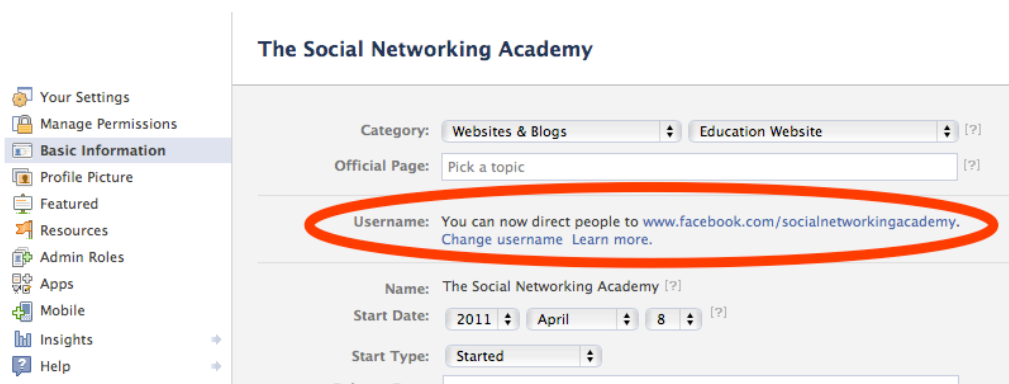 The Social Networking Academy
Your Settings
Manage Permissions
Basic Information
Profile Picture
Featured
Resources
Admin Roles
Apps
Mobile
Insights
Help
Category: Websites & Blogs Education Website [?]
Official Page: Pick a topic [?]
Username: You can now direct people to www.facebook.com/socialnetworkingacademy.
Change username Learn more.
Name: The Social Networking Academy [?]
Start Date: 2011 April 8 [?]
Start Type: Started